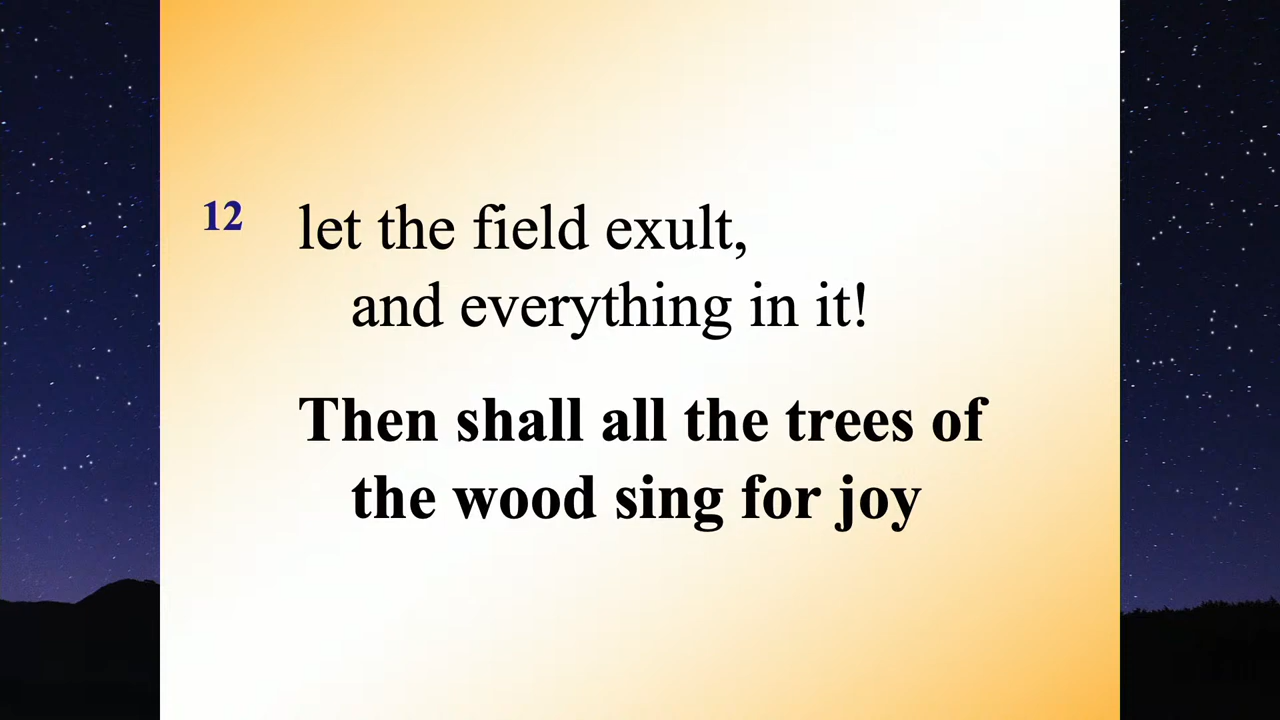 12 let the field exult,
and everything in it!
Then shall all the trees of
the wood sing for joy